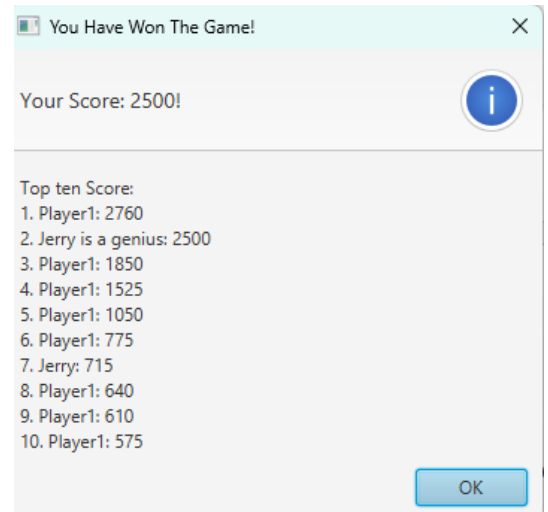 You Have Won The Game!
Your Score: 2500!
i
Top ten Score:
1. Player1: 2760
2. Jerry is a genius: 2500
3. Player1: 1850
4. Player1: 1525
5. Player1: 1050
6. Player1: 775
7. Jerry: 715
8. Player1: 640
9. Player1: 610
10. Player1: 575
OK